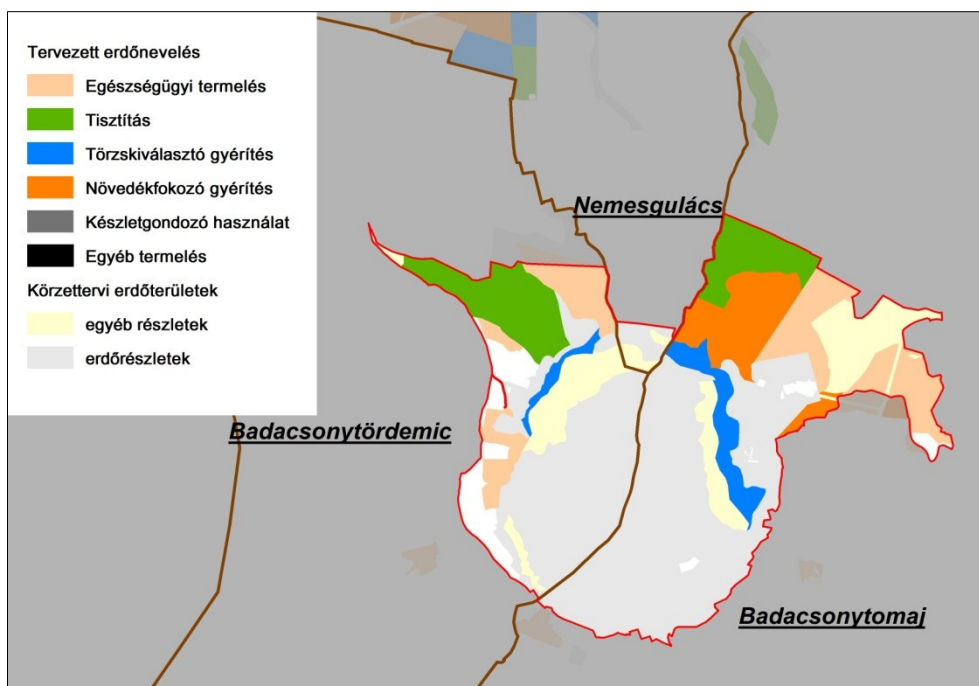 Tervezett erdőnevelés
Egészségügyi termelés
Tisztítás
Törzskiválasztó gyérítés
Növedékfokozó gyérítés
Készletgondozó használat
Egyéb termelés
Körzettervi erdőterületek
egyéb részletek
erdőrészletek
Nemesgulács
Badacsonytördemic
Badacsonytomaj